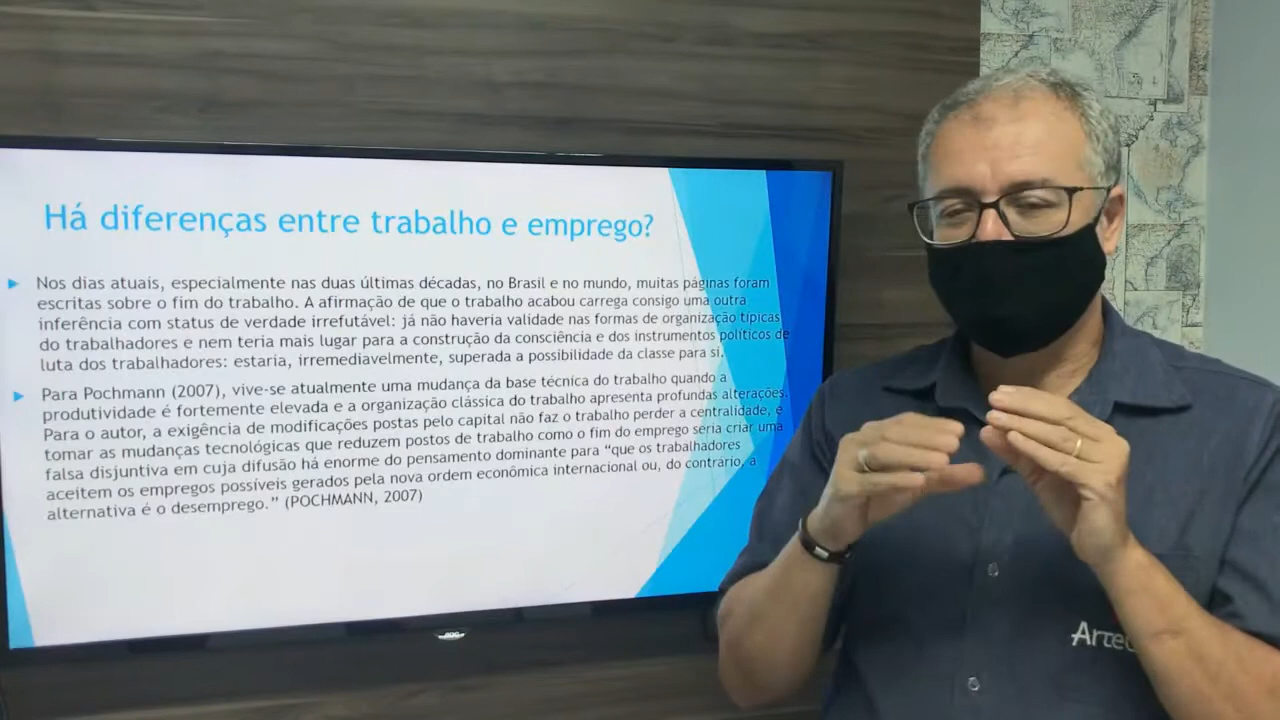 Há diferenças entre trabalho e emprego?
Nos dias atuais, especialmente nas duas últimas décadas, no Brasil e no mundo, muitas páginas foram
escritas sobre o fim do trabalho. A afirmação de que o trabalho acabou carrega consigo uma outra
inferência com status de verdade irrefutável: já não haveria validade nas formas de organização típicas
do trabalhadores e nem teria mais lugar para a construção da consciência e dos instrumentos políticos de
luta dos trabalhadores: estaria, irremediavelmente, superada a possibilidade da classe para si.
Para Pochmann (2007), vive-se atualmente uma mudança da base técnica do trabalho quando a
produtividade é fortemente elevada e a organização clássica do trabalho apresenta profundas alterações.
Para o autor, a exigência de modificações postas pelo capital não faz o trabalho perder a centralidade, e
tomar as mudanças tecnológicas que reduzem postos de trabalho como o fim do emprego seria criar uma
falsa disjuntiva em cuja difusão há enorme do pensamento dominante para “que os trabalhadores
aceitem os empregos possíveis gerados pela nova ordem econômica internacional ou, do contrário, a
alternativa é o desemprego.” (POCHMANN, 2007)
AOC